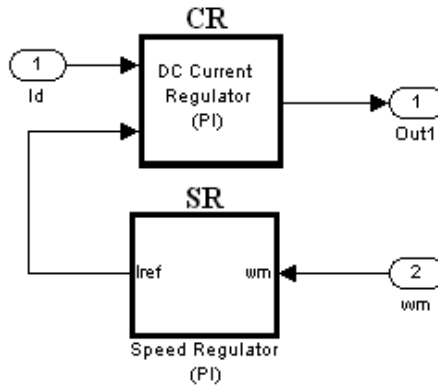 CR
1
Id
DC Current
Regulator
(PI)
1
Out1
SR
Iref
wm
2
wm
Speed Regulator
(PI)